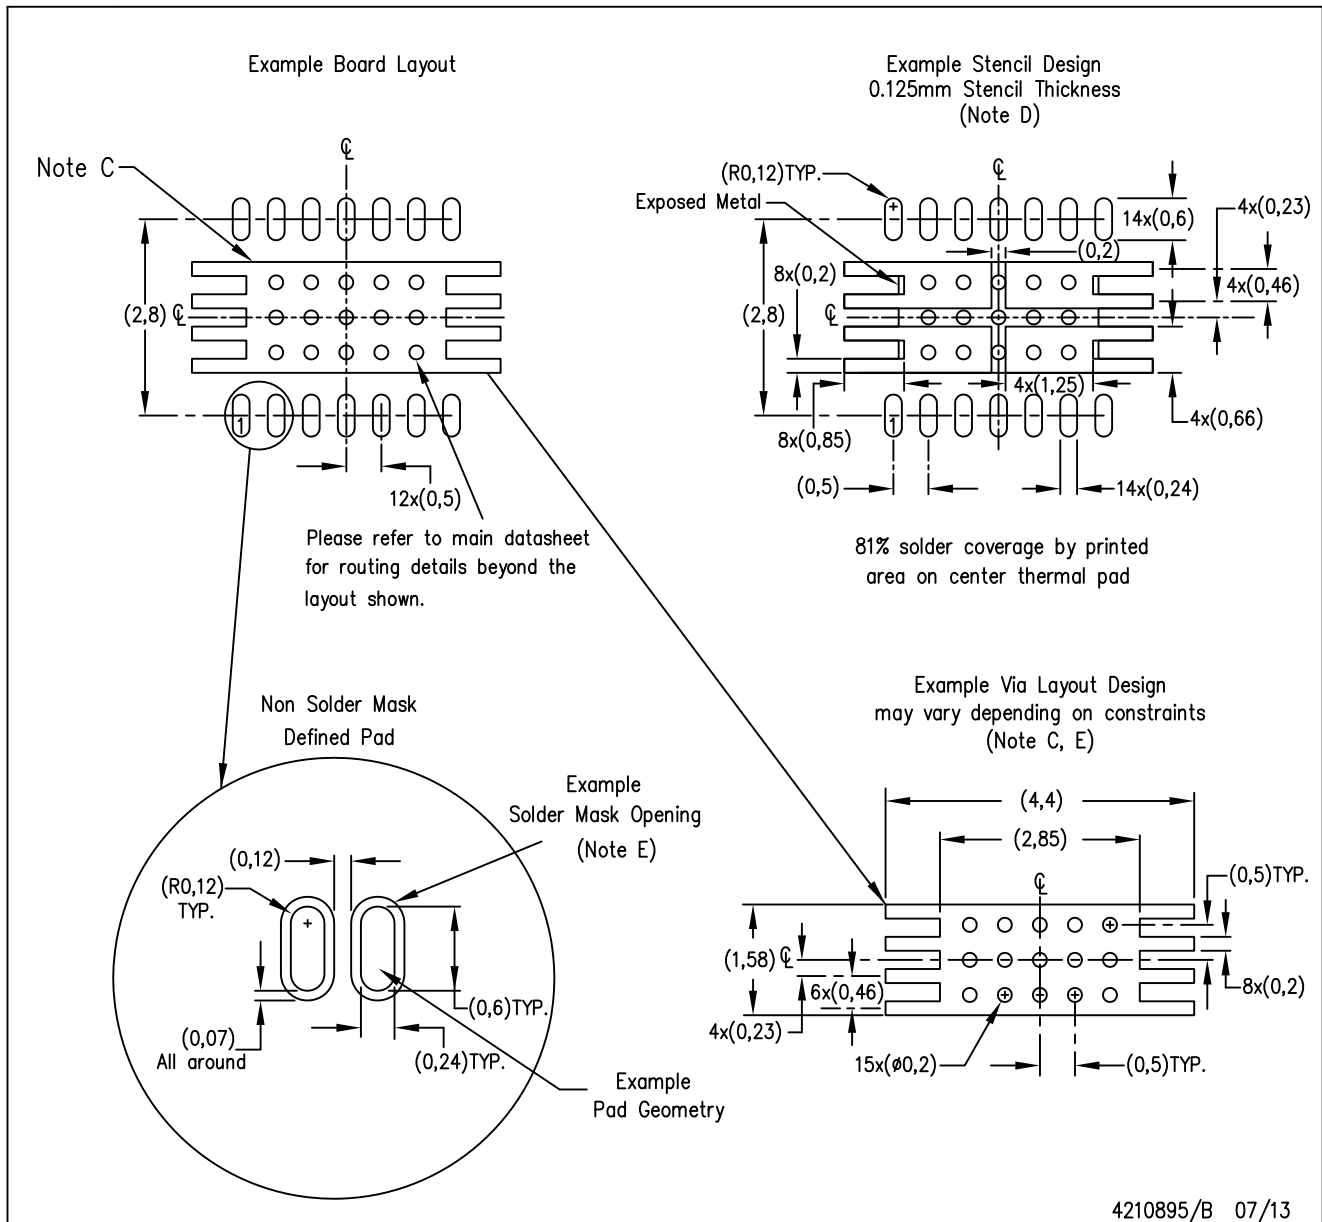 Example Board Layout
Note C
℄
(2,8)
℄
1
12x(0,5)
Please refer to main datasheet
for routing details beyond the
layout shown.
Example Stencil Design
0.125mm Stencil Thickness
(Note D)
℄
(R0,12)TYP.
Exposed Metal
14x(0,6)
4x(0,23)
(0,2)
8x(0,2)
4x(0,46)
(2,8)
℄
4x(1,25)
4x(0,66)
1
8x(0,85)
(0,5)
14x(0,24)
81% solder coverage by printed
area on center thermal pad
Non Solder Mask
Defined Pad
Example
Solder Mask Opening
(Note E)
(0,12)
(R0,12)
TYP.
(0,6)TYP.
(0,07)
All around
(0,24)TYP.
Example
Pad Geometry
Example Via Layout Design
may vary depending on constraints
(Note C, E)
(4,4)
(2,85)
℄
(0,5)TYP.
(1,58)
℄
6x(0,46)
8x(0,2)
4x(0,23)
15x(ø0,2)
(0,5)TYP.
4210895/B 07/13